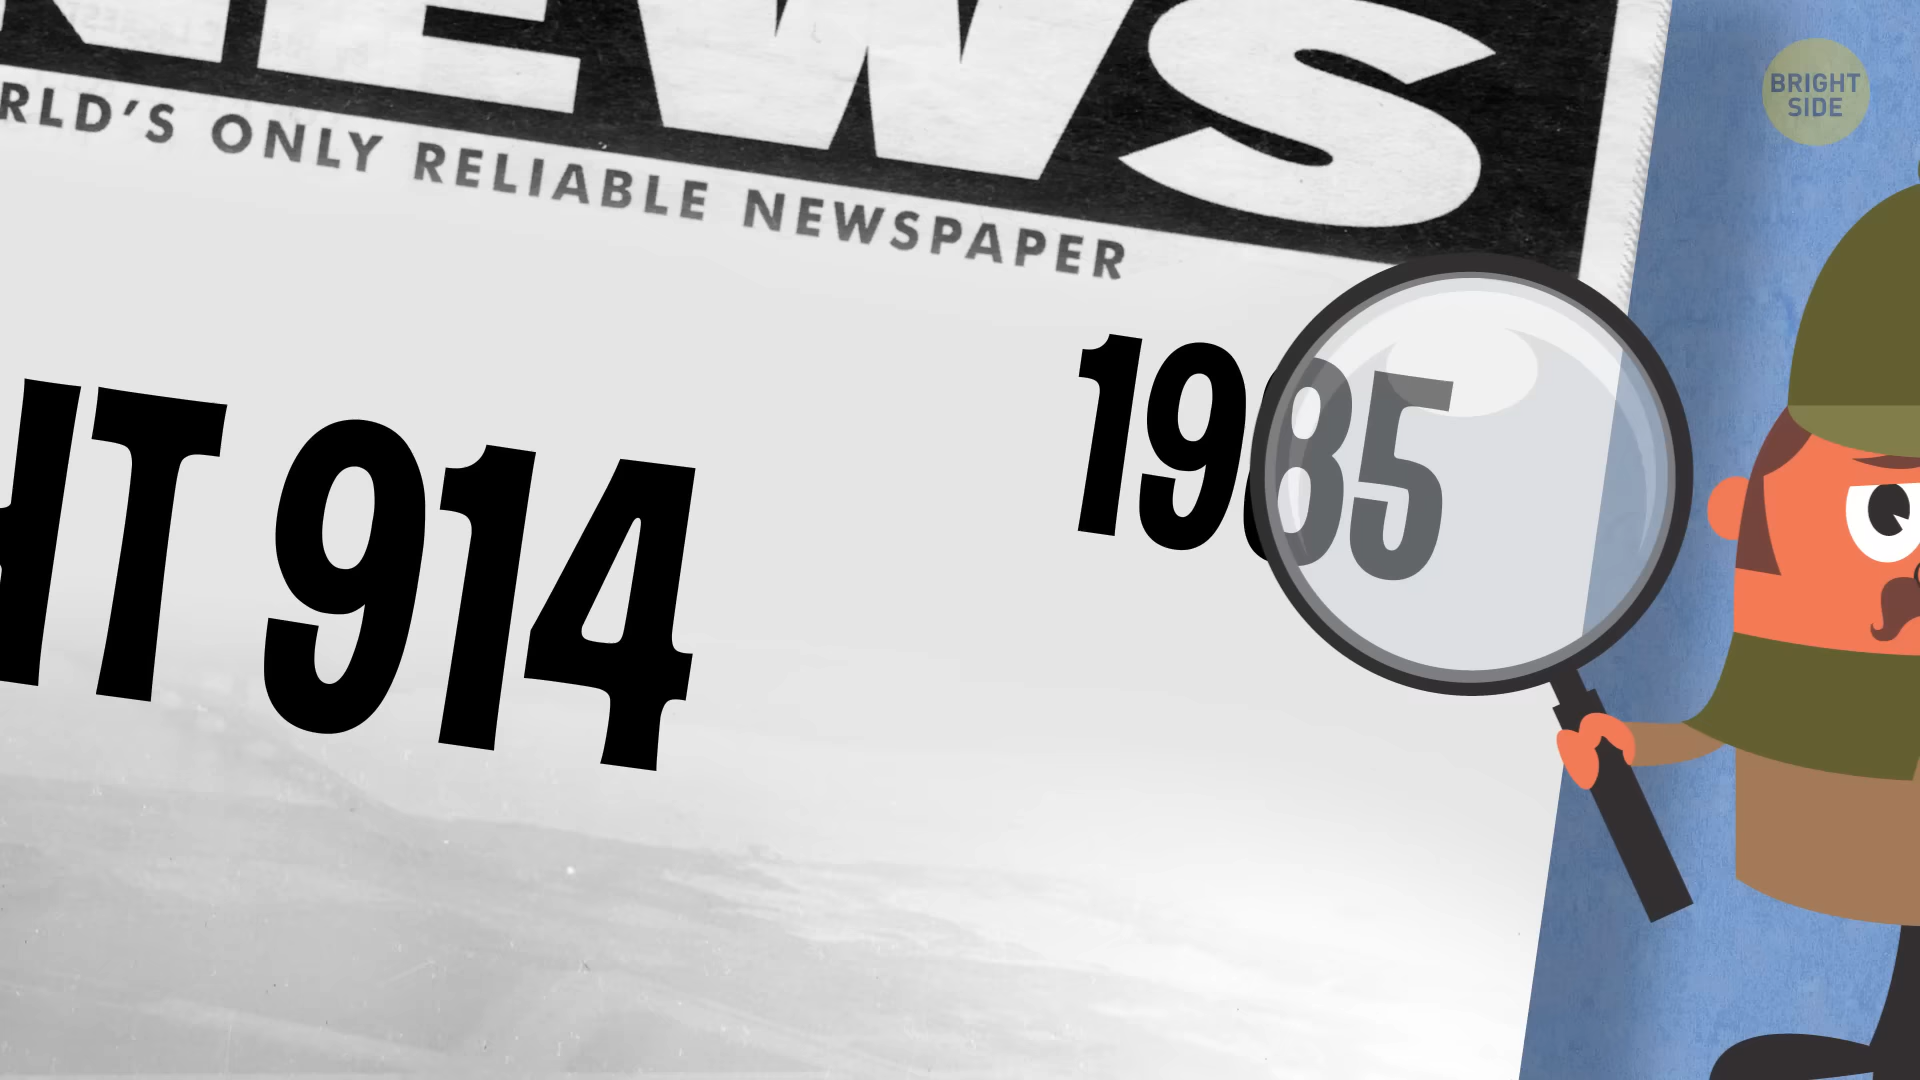 NEWS
RLD'S ONLY RELIABLE NEWSPAPER
HT 914
1985
BRIGHT
SIDE